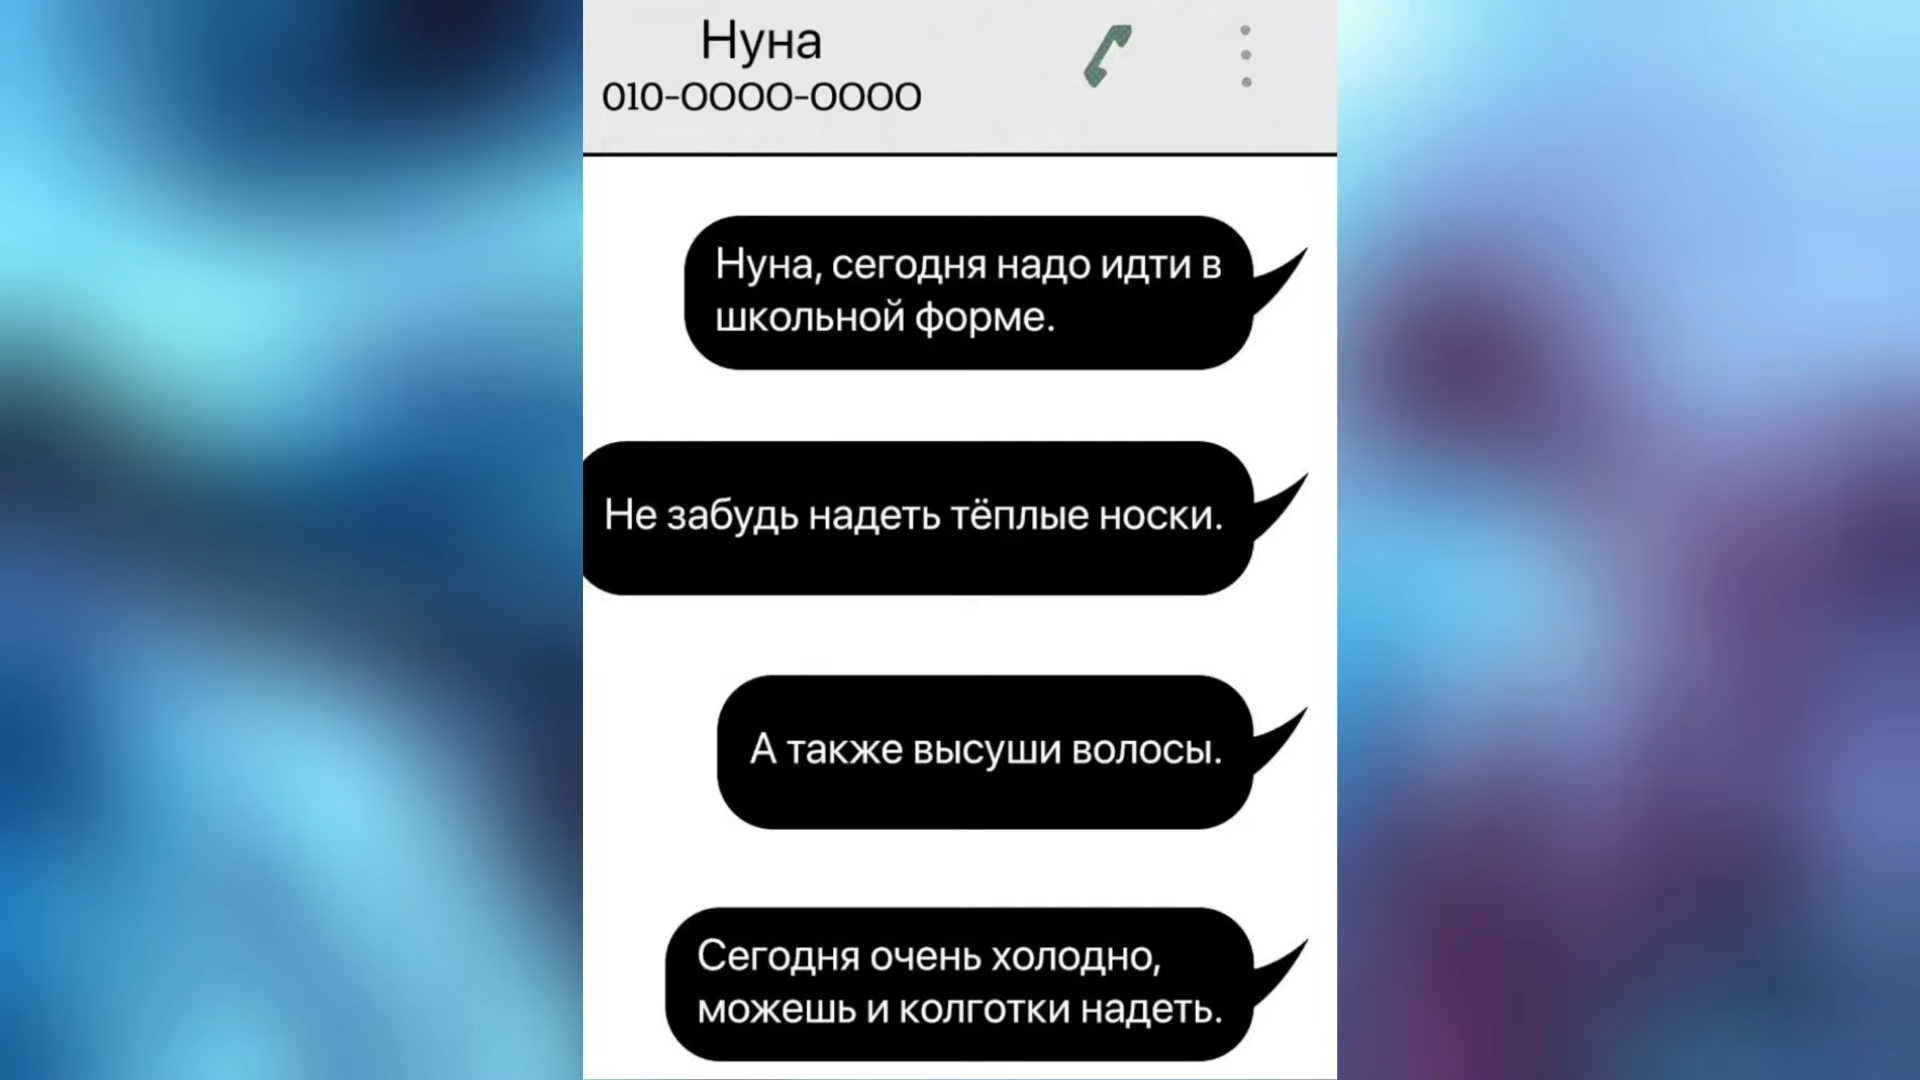 Нуна
010-0000-0000
Нуна, сегодня надо идти в
школьной форме.
Не забудь надеть тёплые носки.
А также высуши волосы.
Сегодня очень холодно,
можешь и колготки надеть.